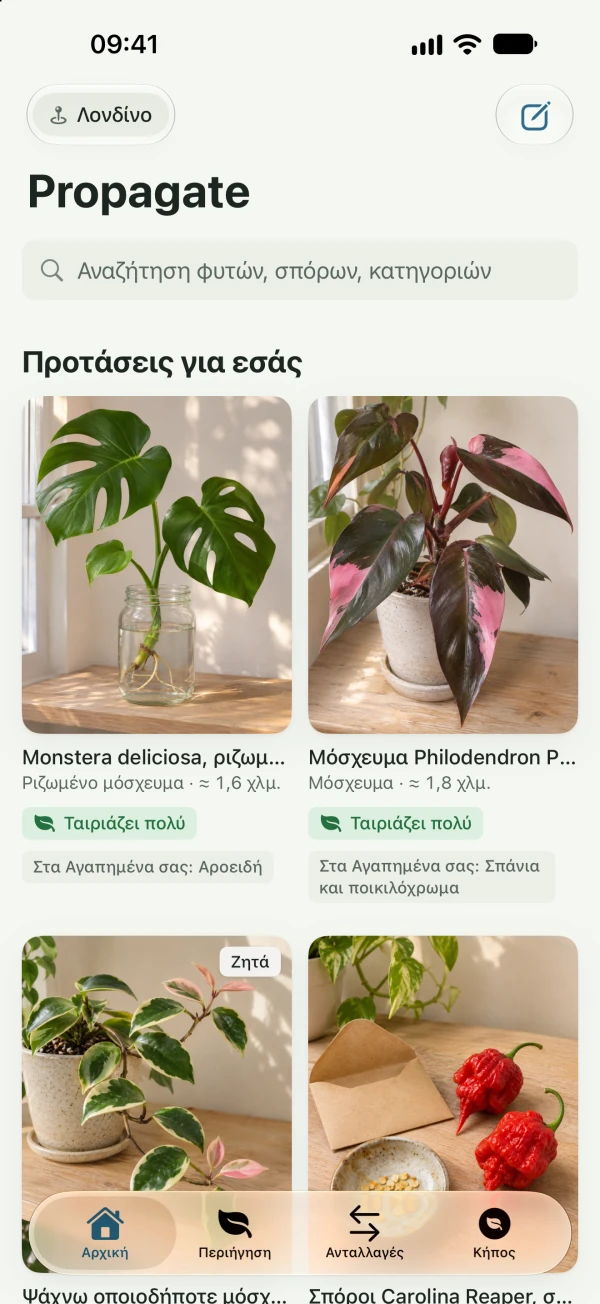 09:41
Λονδίνο
Propagate
Αναζήτηση φυτών, σπόρων, κατηγοριών
Προτάσεις για εσάς
Monstera deliciosa, ριζωμ...
Ριζωμένο μόσχευμα · ≈ 1,6 χλμ.
Ταιριάζει πολύ
Στα Αγαπημένα σας: Αροειδή
Μόσχευμα Philodendron P...
Μόσχευμα · ≈ 1,8 χλμ.
Ταιριάζει πολύ
Στα Αγαπημένα σας: Σπάνια
και ποικιλόχρωμα
Ζητά
Ψάχνω οποιοδήποτε μόσχ...
Σπόροι Carolina Reaper, σ...
Αρχική
Περιήγηση
Ανταλλαγές
Κήπος